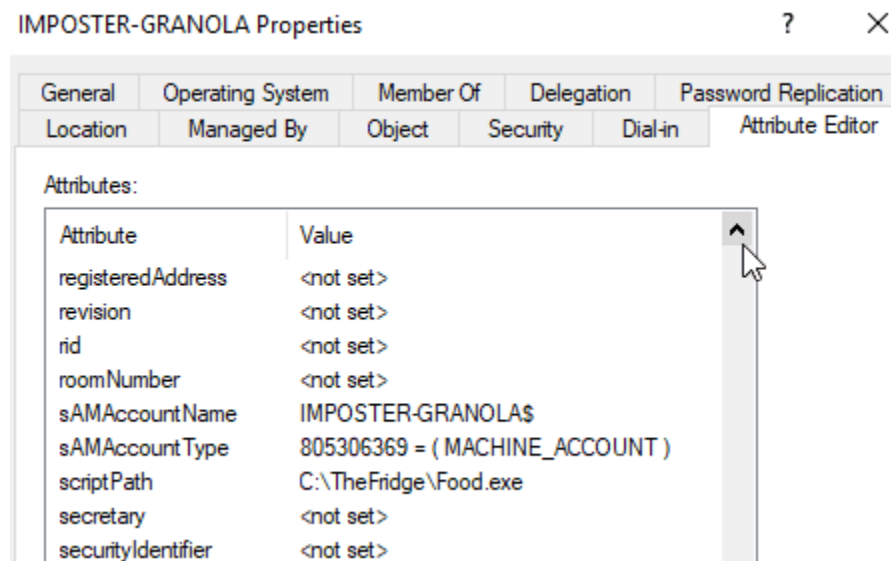 IMPOSTER-GRANOLA Properties ? ×
General Operating System Member Of Delegation Password Replication
Location Managed By Object Security Dial-in Attribute Editor
Attributes:
Attribute Value
registeredAddress <not set>
revision <not set>
rid <not set>
roomNumber <not set>
sAMAccountName IMPOSTER-GRANOLA$
sAMAccountType 805306369 = ( MACHINE_ACCOUNT )
scriptPath C:\TheFridge\Food.exe
secretary <not set>
securityIdentifier <not set>